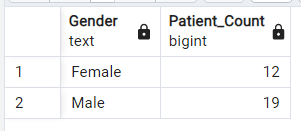 Gender Patient_Count
text bigint
1 Female 12
2 Male 19